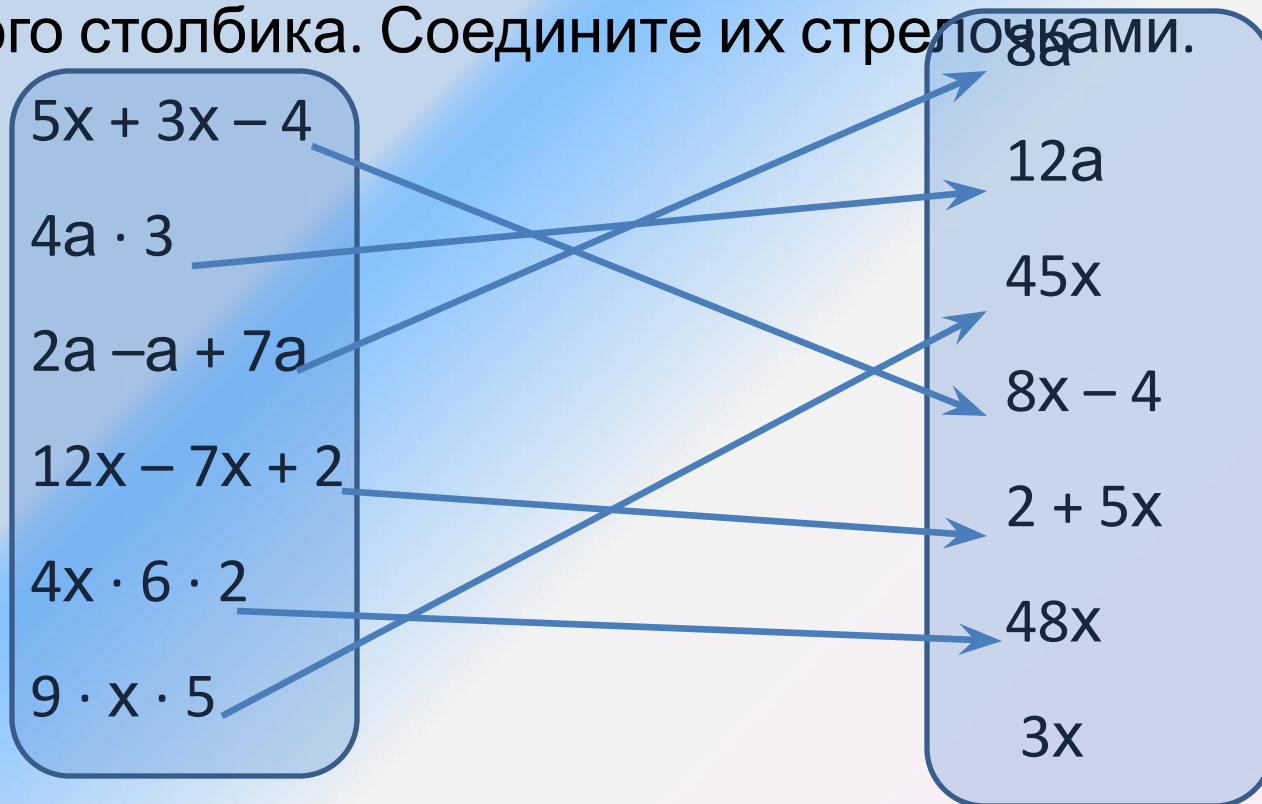 ого столбика. Соедините их стрелочками.
5x + 3x – 4
4a · 3
2a –a + 7a
12x – 7x + 2
4x · 6 · 2
9 · x · 5
8a
12a
45x
8x – 4
2 + 5x
48x
3x